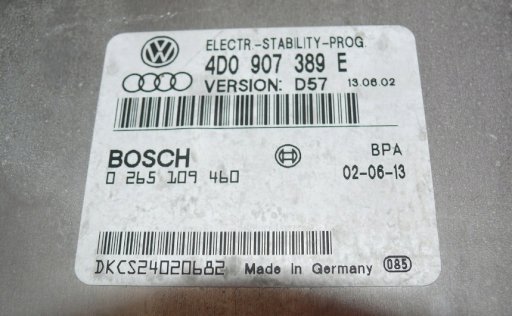 ELECTR.-STABILITY-PROG.
4D0 907 389 E
VERSION: D57 13.06.02
BOSCH BPA
0 265 109 460 02-06-13
DKCS24020682 Made in Germany 085